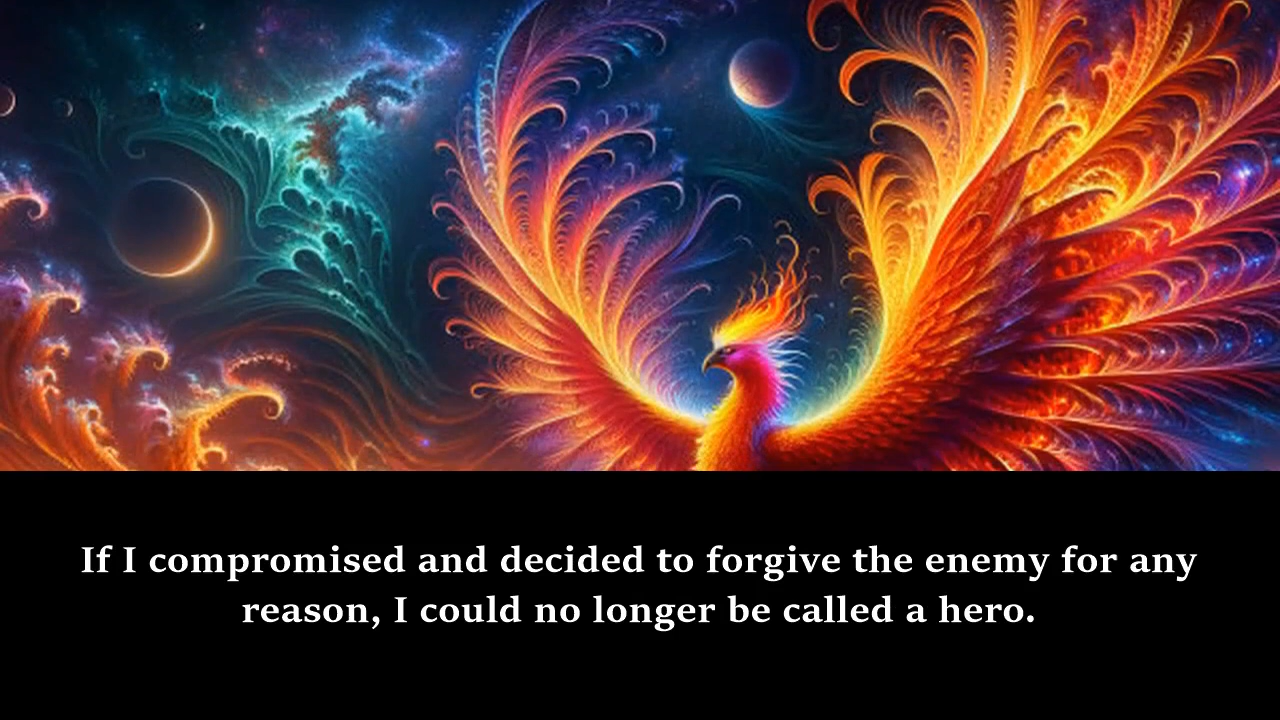 If I compromised and decided to forgive the enemy for any
reason, I could no longer be called a hero.